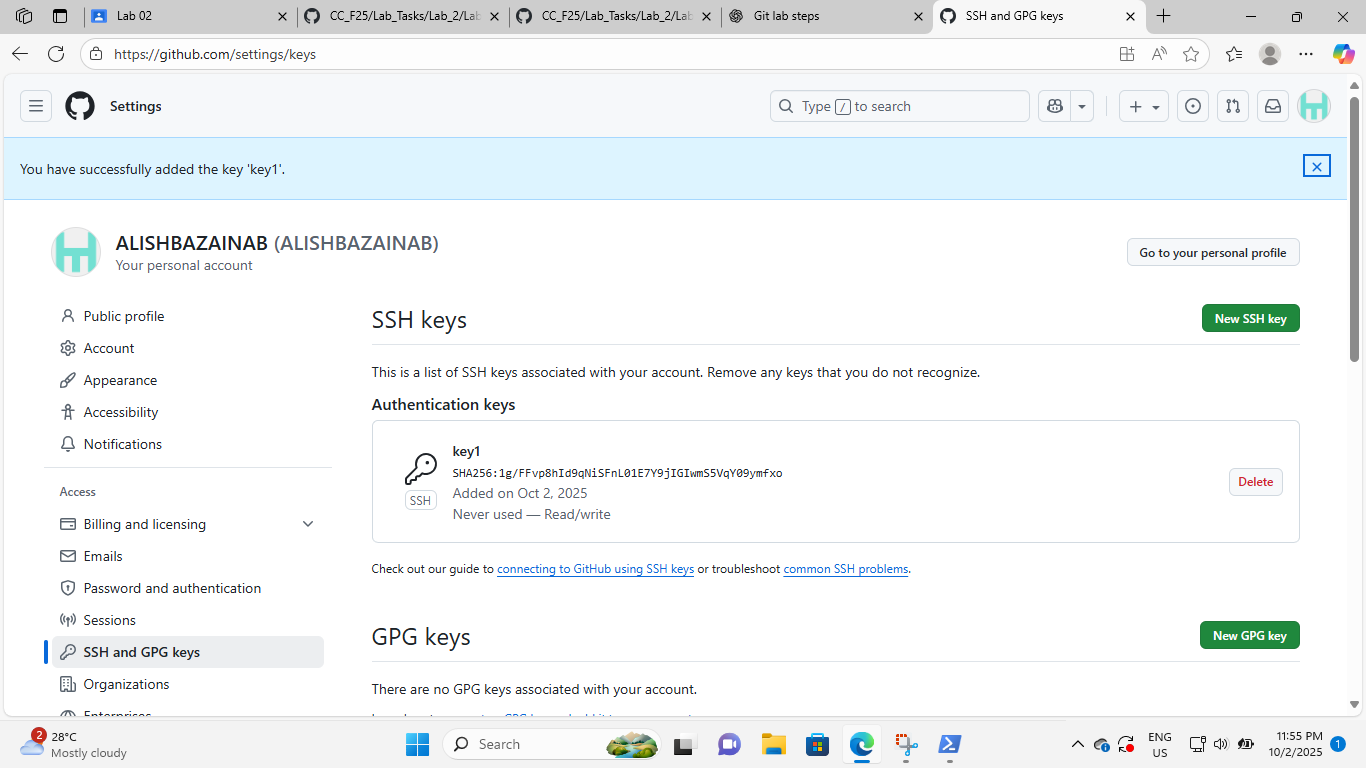 Lab 02
CC_F25/Lab_Tasks/Lab_2/Lab
CC_F25/Lab_Tasks/Lab_2/Lab
Git lab steps
SSH and GPG keys
https://github.com/settings/keys
Settings
Type / to search
You have successfully added the key 'key1'.
ALISHBAZAINAB (ALISHBAZAINAB)
Your personal account
Go to your personal profile
Public profile
Account
Appearance
Accessibility
Notifications
Access
Billing and licensing
Emails
Password and authentication
Sessions
SSH and GPG keys
Organizations
Enterprises
SSH keys
New SSH key
This is a list of SSH keys associated with your account. Remove any keys that you do not recognize.
Authentication keys
key1
SHA256:1g/FFvp8hId9qNiSFnL01E7Y9jIGIwmS5VqY09ymfxo
Added on Oct 2, 2025
Never used — Read/write
SSH
Delete
Check out our guide to connecting to GitHub using SSH keys or troubleshoot common SSH problems.
GPG keys
New GPG key
There are no GPG keys associated with your account.
2
28°C
Mostly cloudy
Search
ENG
US
11:55 PM
10/2/2025
1